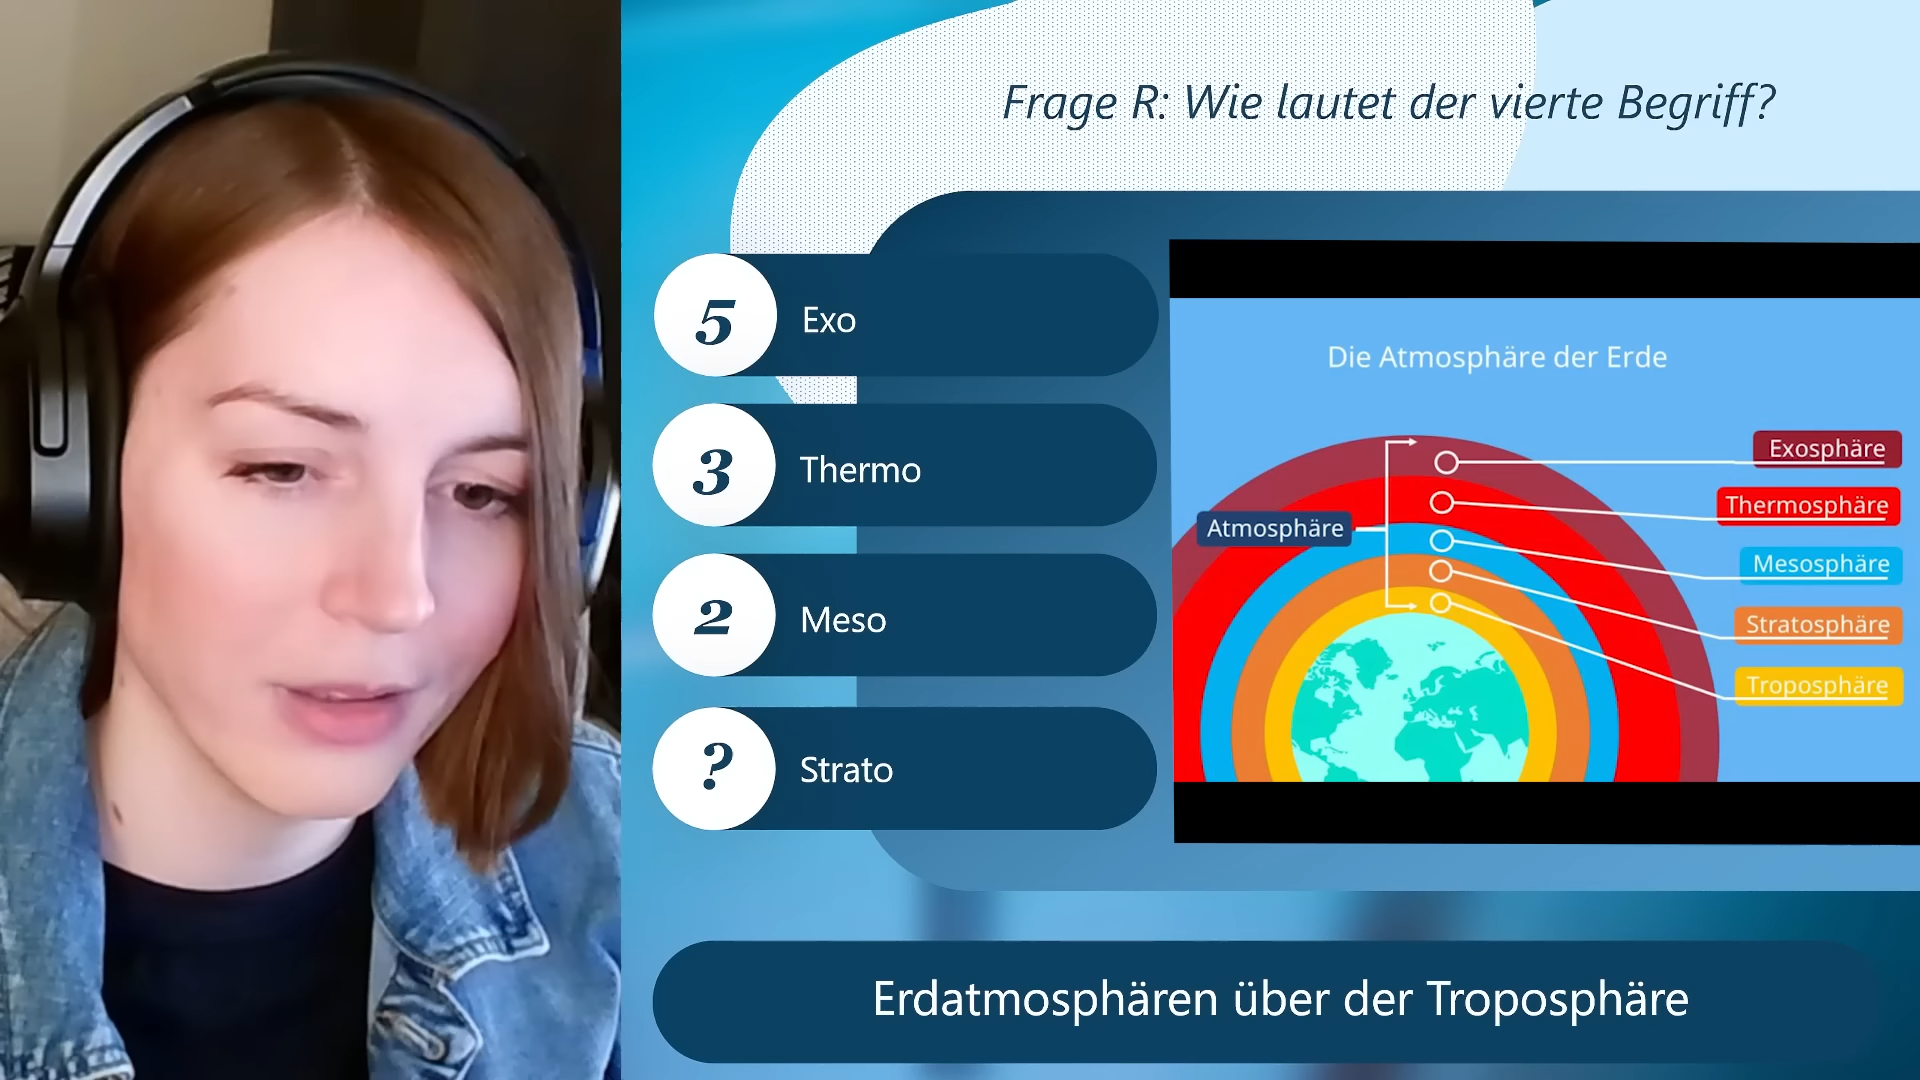 Frage R: Wie lautet der vierte Begriff?
5 Exo
3 Thermo
2 Meso
? Strato
Die Atmosphäre der Erde
Exosphäre
Thermosphäre
Atmosphäre
Mesosphäre
Stratosphäre
Troposphäre
Erdatmosphären über der Troposphäre